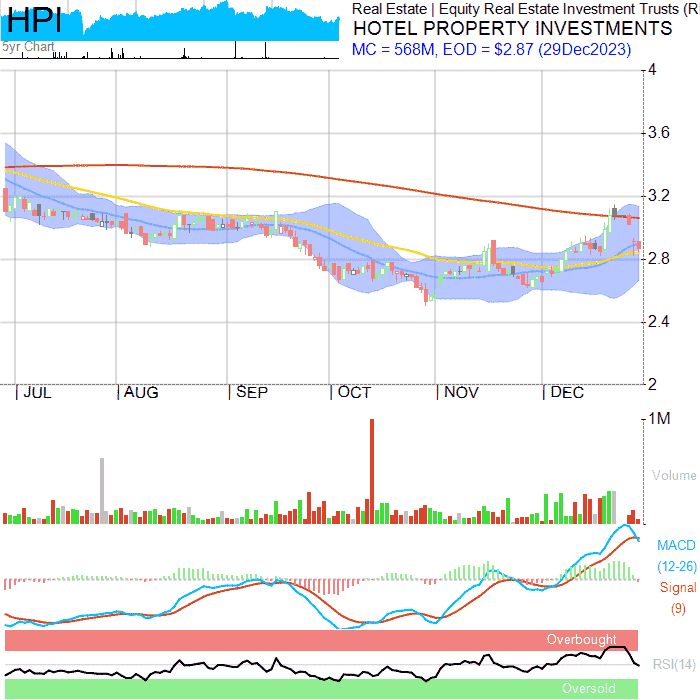 HPI
5yr Chart
Real Estate | Equity Real Estate Investment Trusts (R
HOTEL PROPERTY INVESTMENTS
MC = 568M, EOD = $2.87 (29Dec2023)
4
3.6
3.2
2.8
2.4
2
JUL AUG SEP OCT NOV DEC
1M
Volume
MACD
(12-26)
Signal
(9)
Overbought
RSI(14)
Oversold